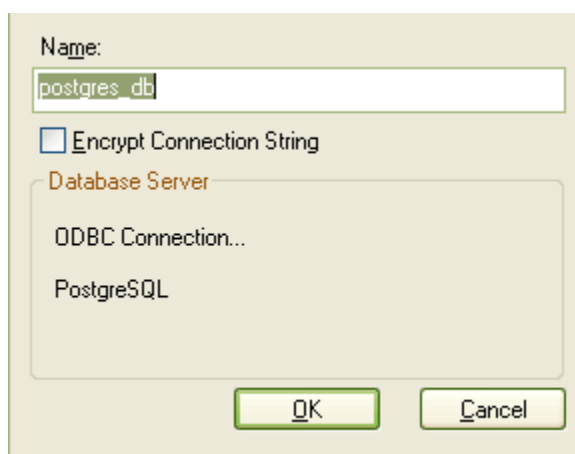 Name:
postgres_db
Encrypt Connection String
Database Server
ODBC Connection...
PostgreSQL
OK
Cancel